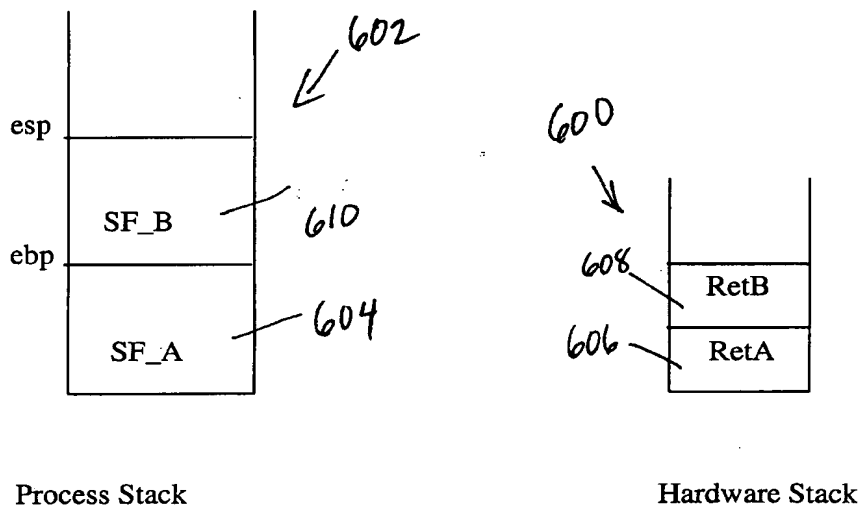 602
esp
600
SF_B
610
ebp
608
RetB
604
SF_A
606
RetA
Process Stack
Hardware Stack